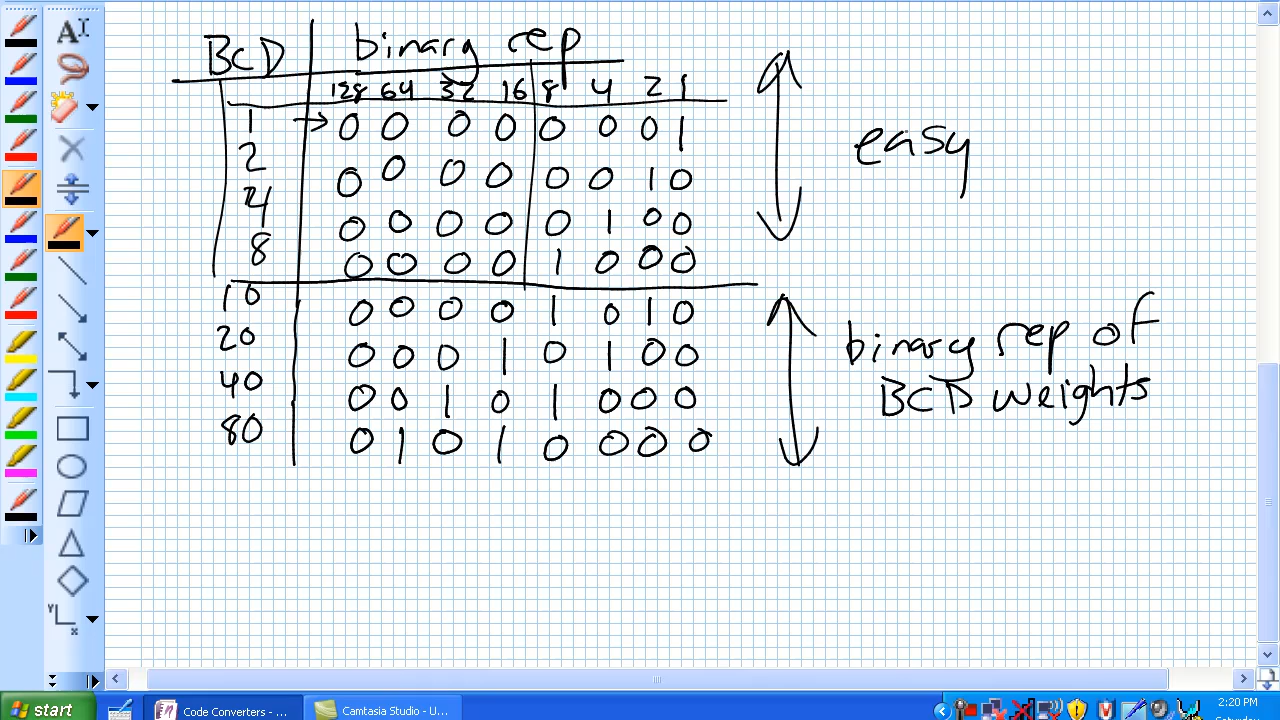 BCD binary rep
128 64 32 16 8 4 2 1
1 → 0 0 0 0 0 0 0 1
2 0 0 0 0 0 0 1 0
4 0 0 0 0 0 1 0 0
8 0 0 0 0 1 0 0 0
easy
10 0 0 0 0 1 0 1 0
20 0 0 0 1 0 1 0 0
40 0 0 1 0 1 0 0 0
80 0 1 0 1 0 0 0 0
binary rep of
BCD weights
start
Code Converters - ...
Camtasia Studio - U...
2:20 PM